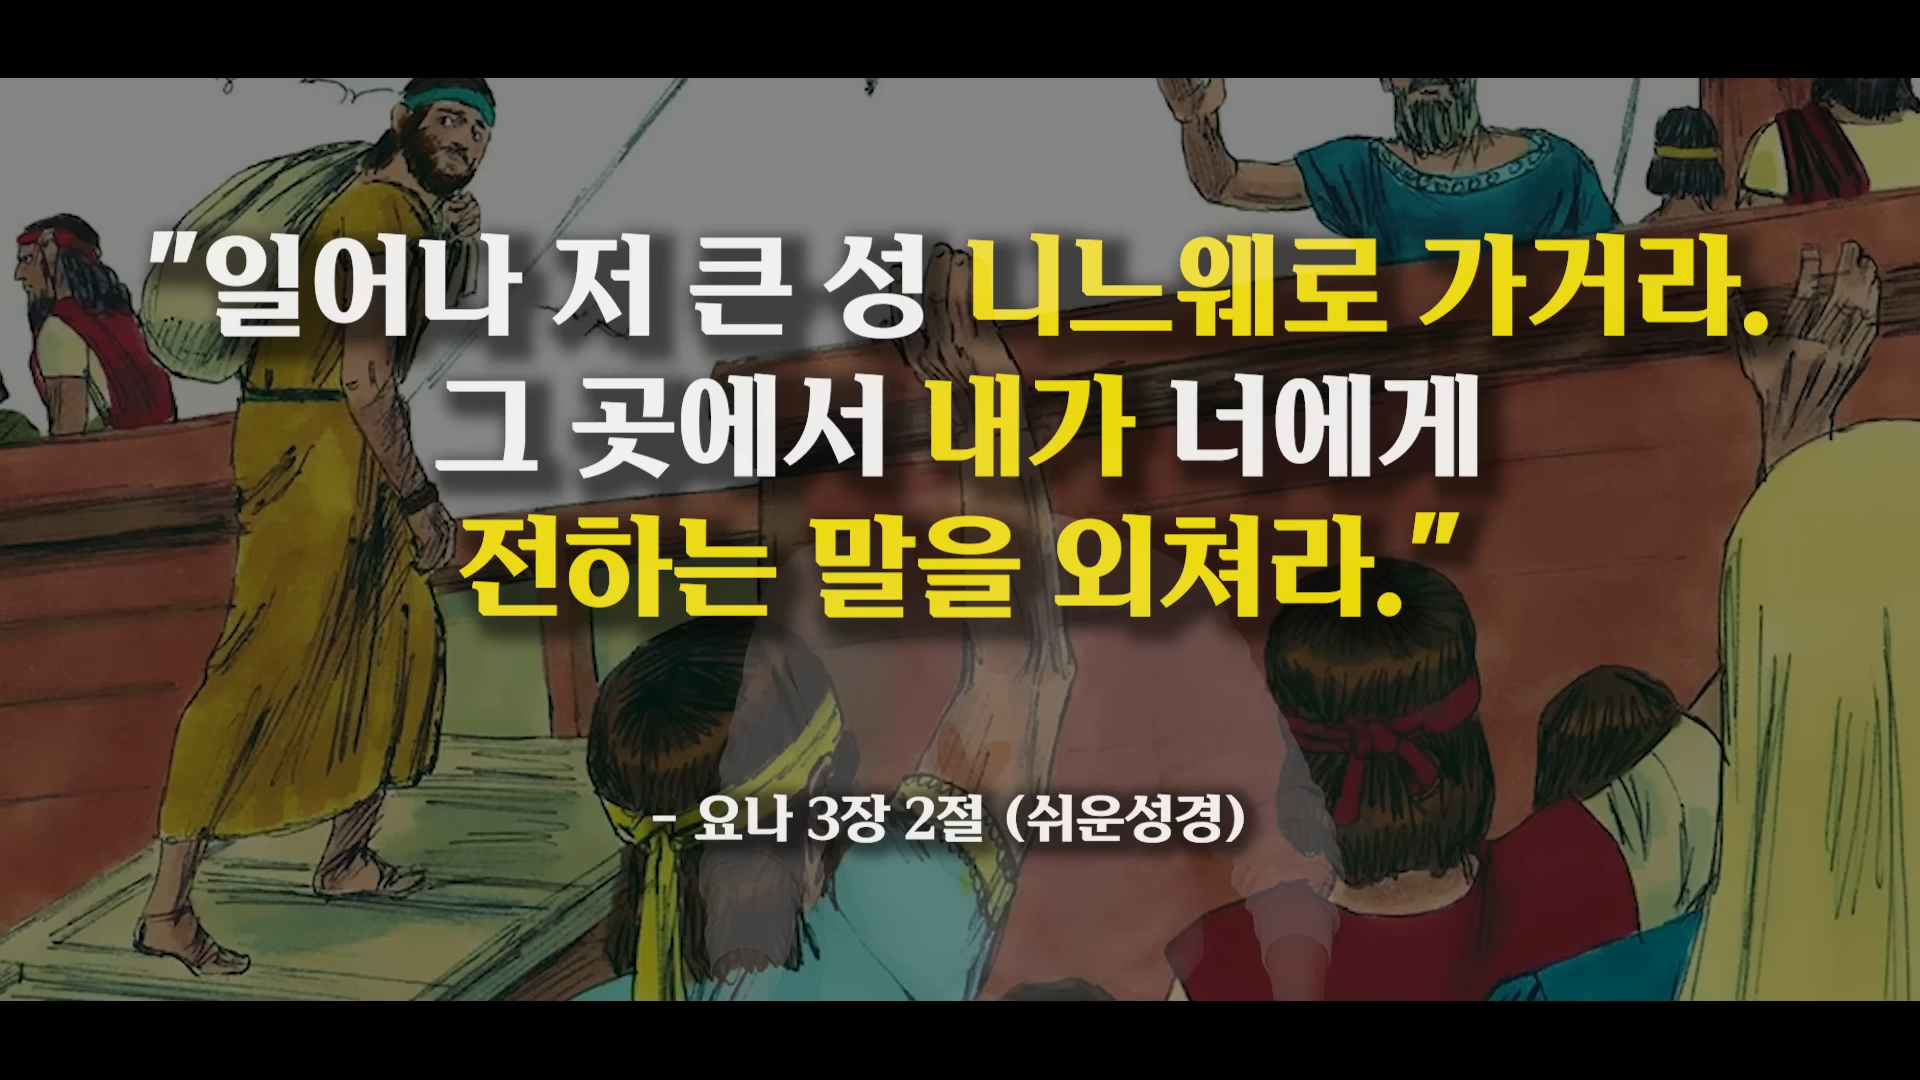 "일어나 저 큰 성 니느웨로 가거라.
그 곳에서 내가 너에게
전하는 말을 외쳐라."
- 요나 3장 2절 (쉬운성경)